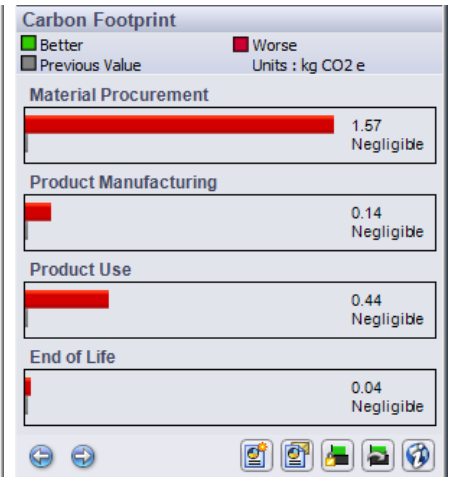 Carbon Footprint
Better Worse
Previous Value Units : kg CO2 e
Material Procurement
1.57
Negligible
Product Manufacturing
0.14
Negligible
Product Use
0.44
Negligible
End of Life
0.04
Negligible